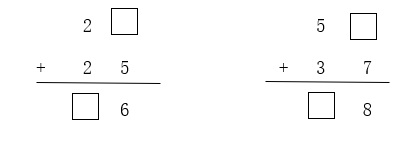 2 □ 5 □
+ 2 5 + 3 7
□ 6 □ 8